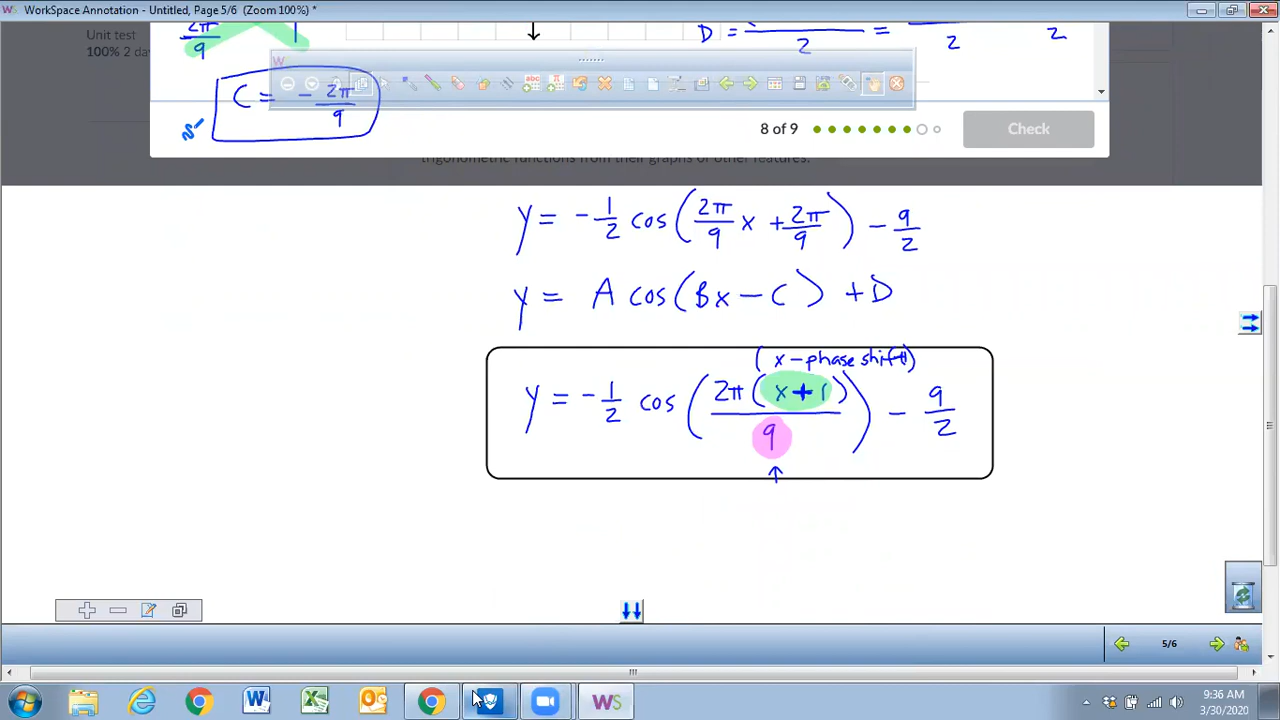 WorkSpace Annotation - Untitled, Page 5/6 (Zoom 100%) *
Unit test
100% 2 da
2π/9 1
D = ― / 2 = ― / 2 ― / 2
C = - 2π/9
8 of 9
Check
trigonometric functions from their graphs or other features.
y = -1/2 cos(2π/9 x + 2π/9) - 9/2
y = A cos(Bx - C) + D
(x - phase shift)
y = -1/2 cos(2π(x+1)/9) - 9/2
5/6
9:36 AM
3/30/2020